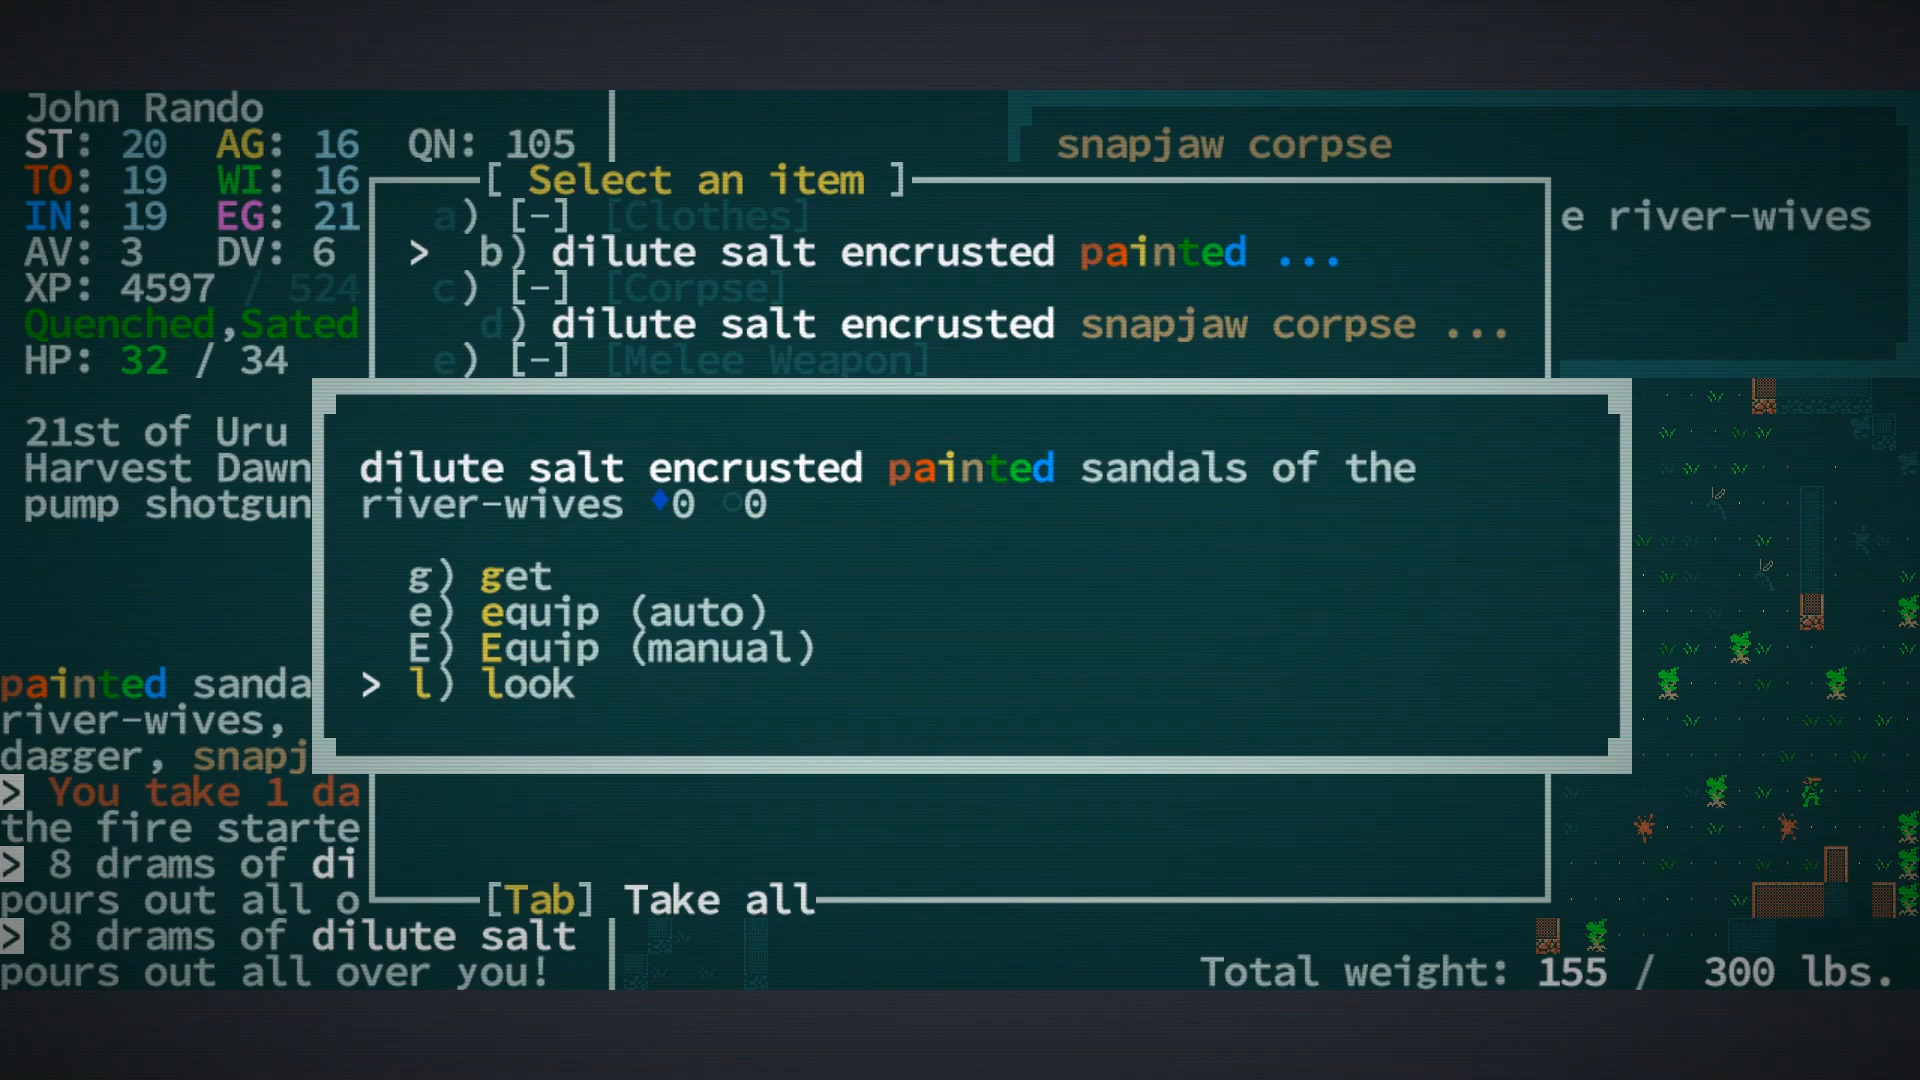 John Rando
ST: 20 AG: 16 QN: 105
snapjaw corpse
TO: 19 WI: 16
[ Select an item ]
IN: 19 EG: 21
a) [-] [Clothes]
e river-wives
AV: 3 DV: 6
> b) dilute salt encrusted painted ...
XP: 4597 / 524
c) [-] [Corpse]
Quenched,Sated
d) dilute salt encrusted snapjaw corpse ...
HP: 32 / 34
e) [-] [Melee Weapon]
21st of Uru
Harvest Dawn
pump shotgun
dilute salt encrusted painted sandals of the
river-wives ♦0 ○0
g) get
e) equip (auto)
E) Equip (manual)
> l) look
painted sanda
river-wives,
dagger, snapj
> You take 1 da
the fire starte
> 8 drams of di
pours out all o
[Tab] Take all
> 8 drams of dilute salt
pours out all over you!
Total weight: 155 / 300 lbs.